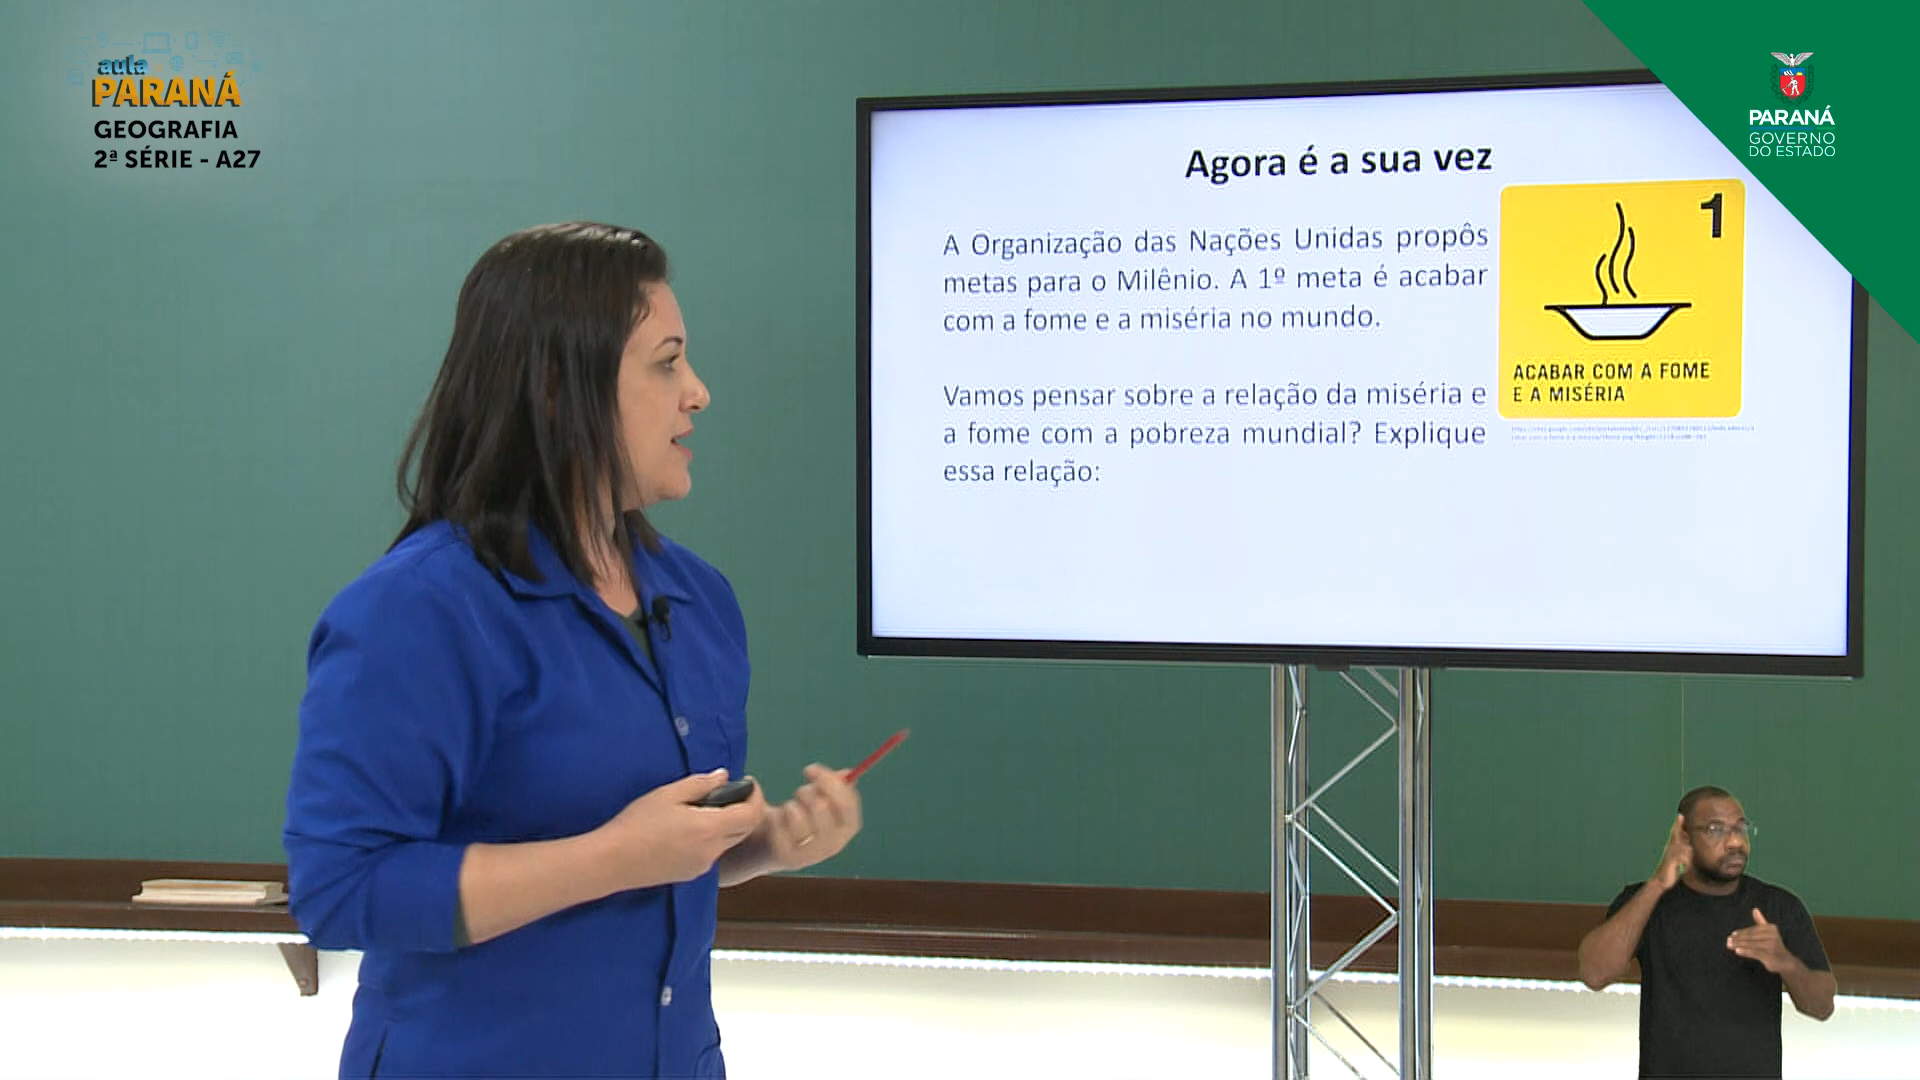 aula
PARANÁ
GEOGRAFIA
2ª SÉRIE - A27
PARANÁ
GOVERNO
DO ESTADO
Agora é a sua vez
A Organização das Nações Unidas propôs
metas para o Milênio. A 1º meta é acabar
com a fome e a miséria no mundo.
Vamos pensar sobre a relação da miséria e
a fome com a pobreza mundial? Explique
essa relação:
1
ACABAR COM A FOME
E A MISÉRIA